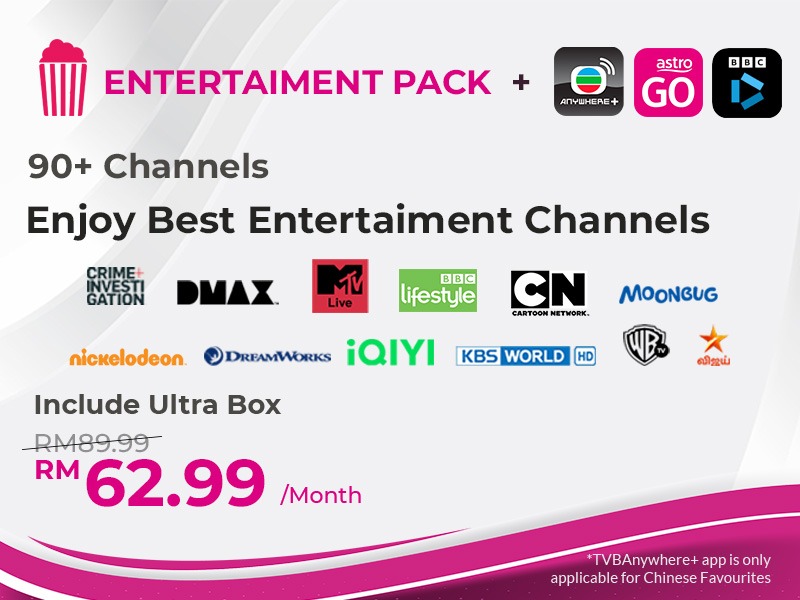 ENTERTAIMENT PACK +
ANYWHERE+
astro
GO
BBC
90+ Channels
Enjoy Best Entertaiment Channels
CRIME+
INVESTI
GATION
DMAX
MTV
Live
BBC
lifestyle
CN
CARTOON NETWORK
MOONBUG
nickelodeon
DREAMWORKS
iQIYI
KBS WORLD HD
WB TV
விஜய்
Include Ultra Box
RM89.99
RM 62.99 /Month
*TVBAnywhere+ app is only
applicable for Chinese Favourites